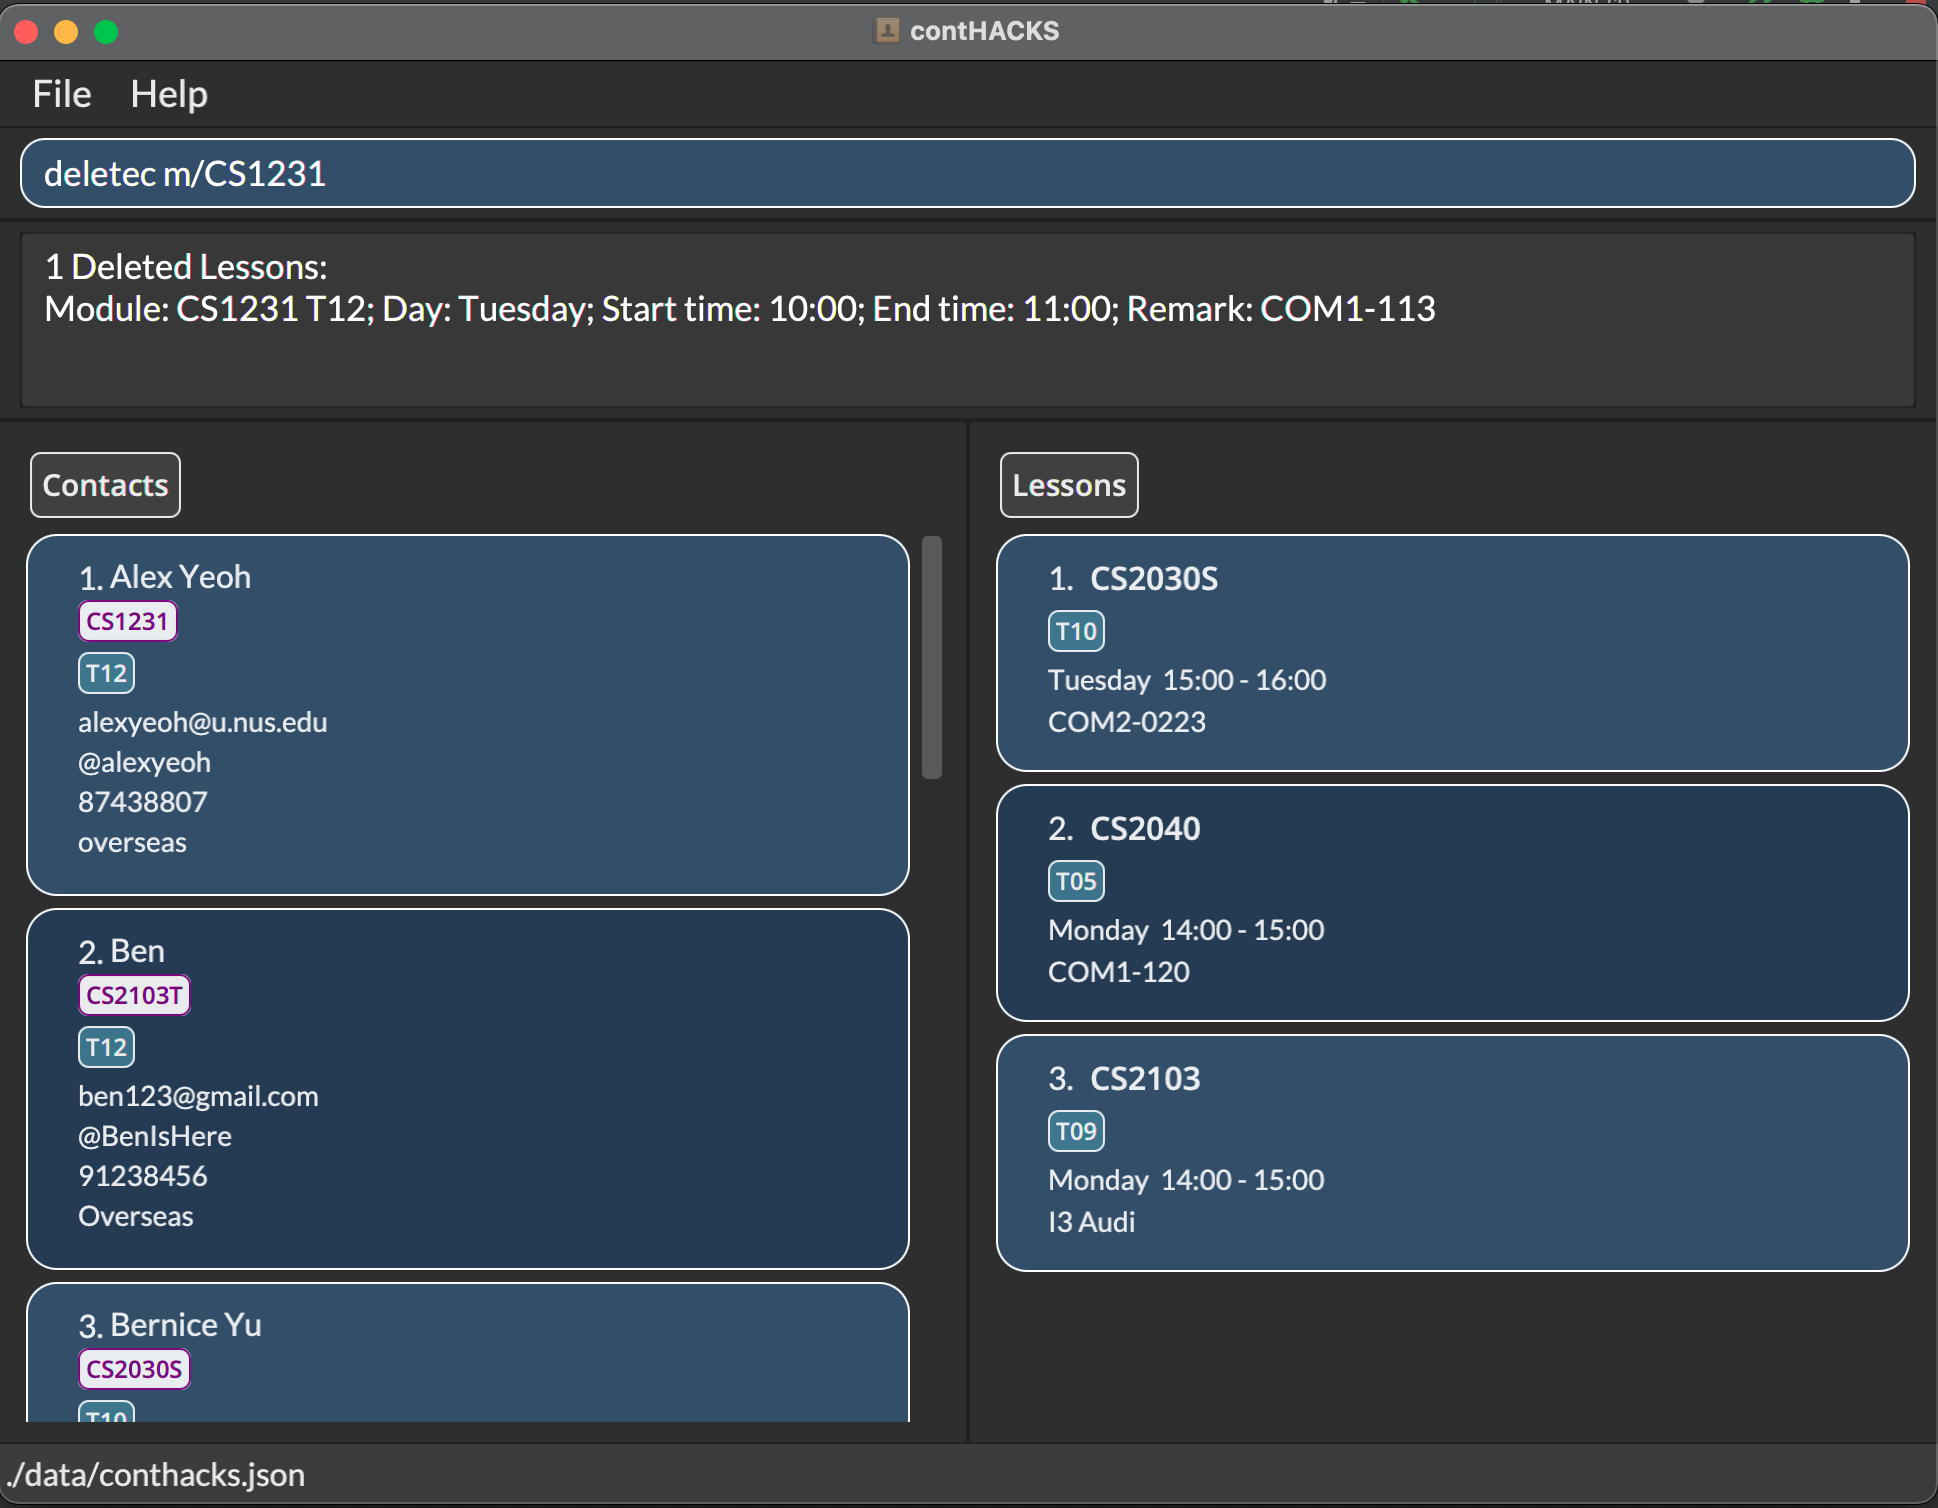 contHACKS
File Help
deletec m/CS1231
1 Deleted Lessons:
Module: CS1231 T12; Day: Tuesday; Start time: 10:00; End time: 11:00; Remark: COM1-113
Contacts
1. Alex Yeoh
CS1231
T12
alexyeoh@u.nus.edu
@alexyeoh
87438807
overseas
2. Ben
CS2103T
T12
ben123@gmail.com
@BenIsHere
91238456
Overseas
3. Bernice Yu
CS2030S
T10
Lessons
1. CS2030S
T10
Tuesday 15:00 - 16:00
COM2-0223
2. CS2040
T05
Monday 14:00 - 15:00
COM1-120
3. CS2103
T09
Monday 14:00 - 15:00
I3 Audi
./data/conthacks.json